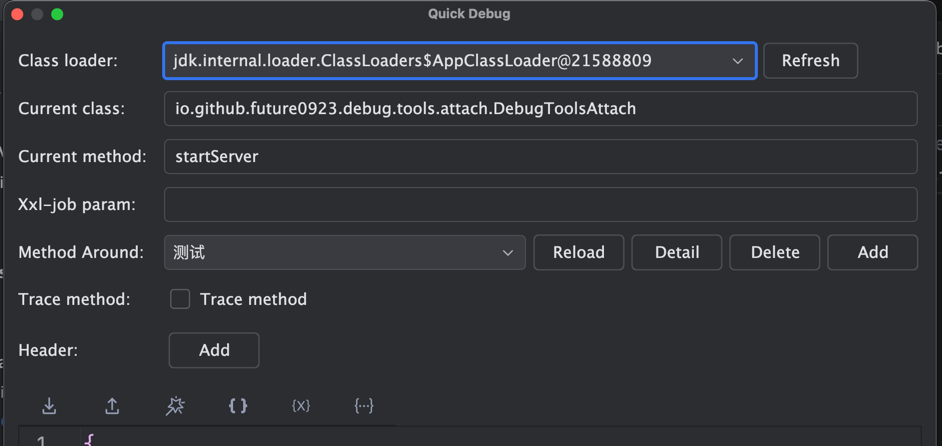 Quick Debug
Class loader: jdk.internal.loader.ClassLoaders$AppClassLoader@21588809 Refresh
Current class: io.github.future0923.debug.tools.attach.DebugToolsAttach
Current method: startServer
Xxl-job param:
Method Around: 测试 Reload Detail Delete Add
Trace method: Trace method
Header: Add
{ } {X} {...}
1 {